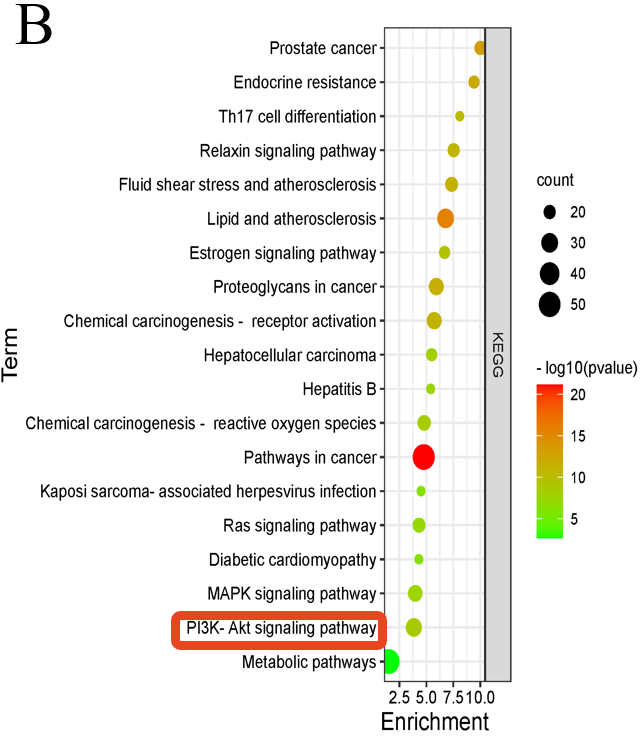 B
Prostate cancer
Endocrine resistance
Th17 cell differentiation
Relaxin signaling pathway
Fluid shear stress and atherosclerosis
Lipid and atherosclerosis
Estrogen signaling pathway
Proteoglycans in cancer
Chemical carcinogenesis - receptor activation
Hepatocellular carcinoma
Hepatitis B
Chemical carcinogenesis - reactive oxygen species
Pathways in cancer
Kaposi sarcoma- associated herpesvirus infection
Ras signaling pathway
Diabetic cardiomyopathy
MAPK signaling pathway
PI3K- Akt signaling pathway
Metabolic pathways
Term
KEGG
2.5 5.0 7.5 10.0
Enrichment
count
20
30
40
50
- log10(pvalue)
20
15
10
5